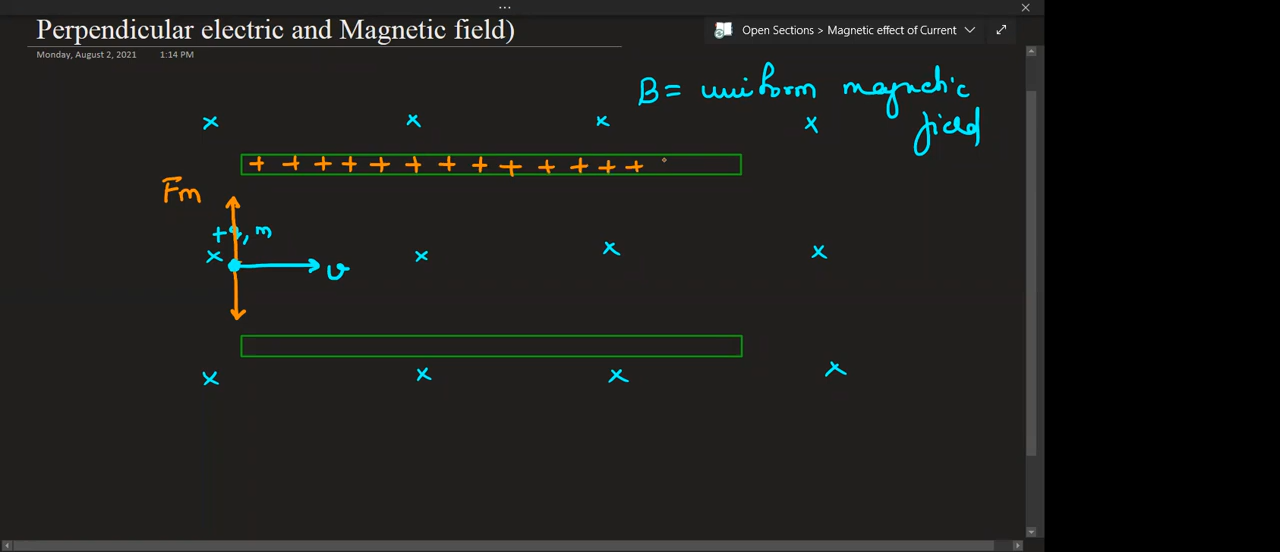 Perpendicular electric and Magnetic field)
Open Sections > Magnetic effect of Current
Monday, August 2, 2021 1:14 PM
B = uniform magnetic
field
x x x x
+ + + + + + + + + + + + +
Fm
+q, m
x x x x
v
x x x x